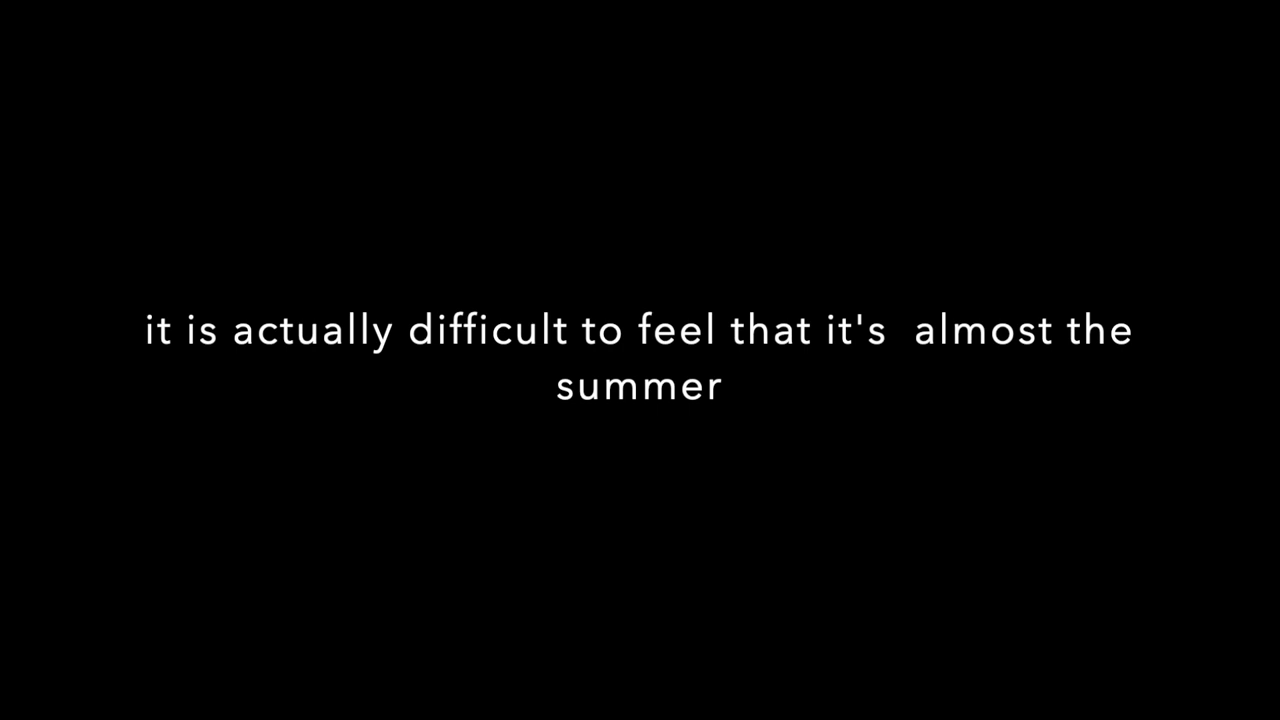 it is actually difficult to feel that it's  almost the
summer